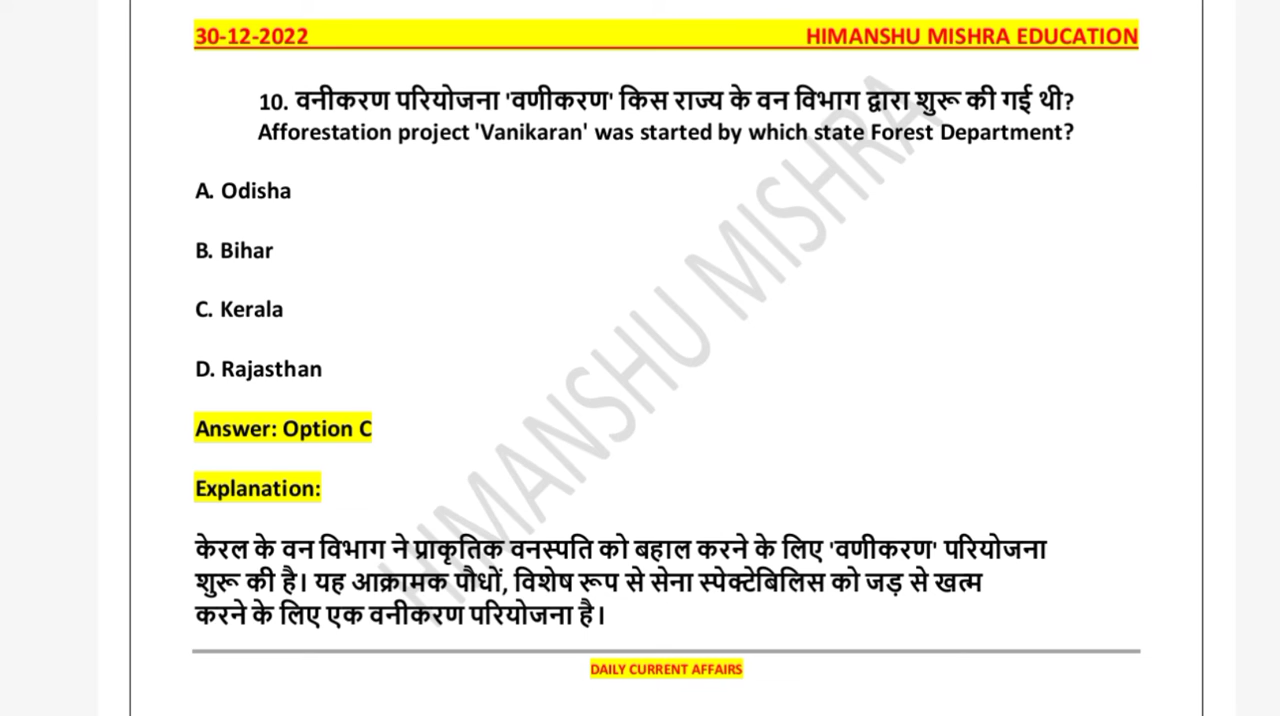 30-12-2022 HIMANSHU MISHRA EDUCATION
10. वनीकरण परियोजना 'वणीकरण' किस राज्य के वन विभाग द्वारा शुरू की गई थी?
Afforestation project 'Vanikaran' was started by which state Forest Department?
A. Odisha
B. Bihar
C. Kerala
D. Rajasthan
Answer: Option C
Explanation:
केरल के वन विभाग ने प्राकृतिक वनस्पति को बहाल करने के लिए 'वणीकरण' परियोजना
शुरू की है। यह आक्रामक पौधों, विशेष रूप से सेना स्पेक्टेबिलिस को जड़ से खत्म
करने के लिए एक वनीकरण परियोजना है।
HIMANSHU MISHRA
DAILY CURRENT AFFAIRS